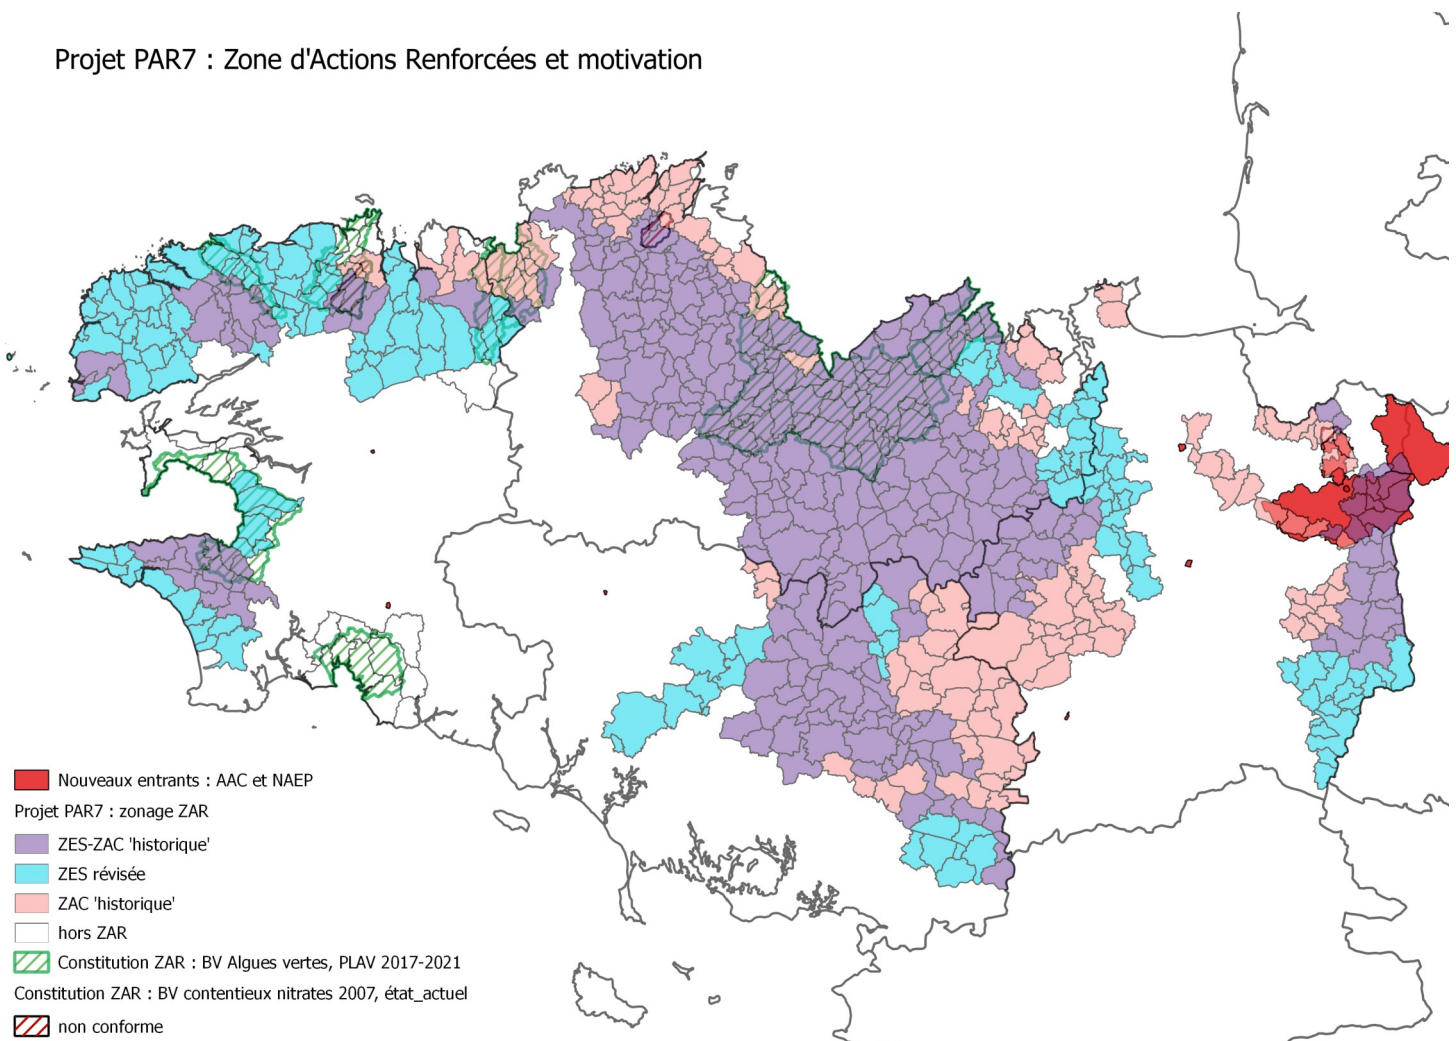 Projet PAR7 : Zone d'Actions Renforcées et motivation
Nouveaux entrants : AAC et NAEP
Projet PAR7 : zonage ZAR
ZES-ZAC 'historique'
ZES révisée
ZAC 'historique'
hors ZAR
Constitution ZAR : BV Algues vertes, PLAV 2017-2021
Constitution ZAR : BV contentieux nitrates 2007, état_actuel
non conforme